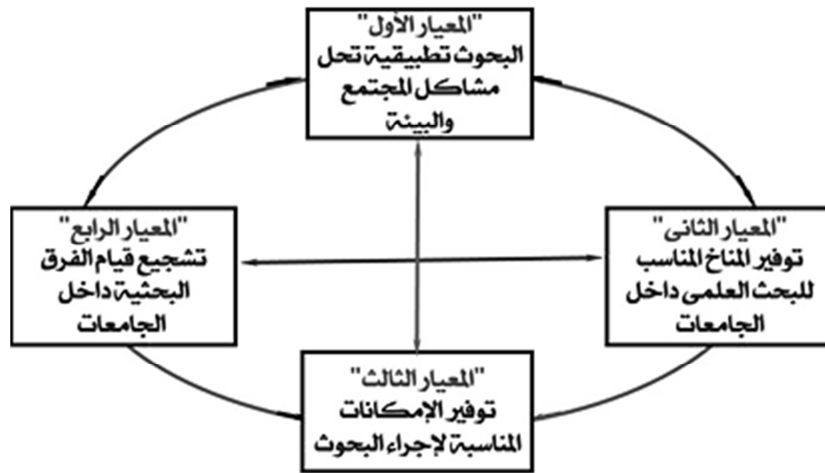 "المعيار الأول"
البحوث تطبيقية تحل
مشاكل المجتمع
والبيئة
"المعيار الثانى"
توفير المناخ المناسب
للبحث العلمى داخل
الجامعات
"المعيار الرابع"
تشجيع قيام الفرق
البحثية داخل
الجامعات
"المعيار الثالث"
توفير الإمكانات
المناسبة لإجراء البحوث